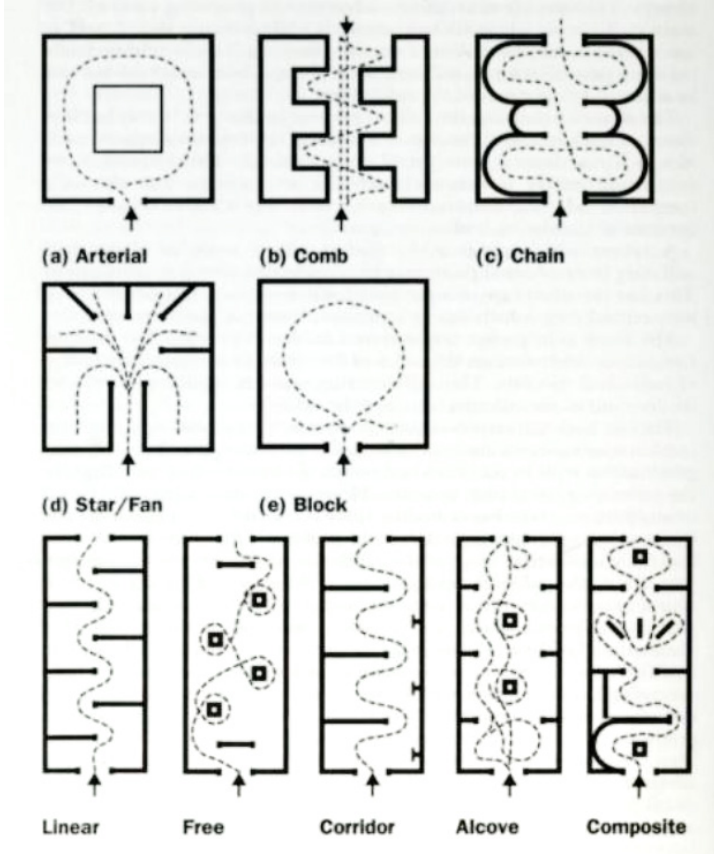 (a) Arterial (b) Comb (c) Chain
(d) Star/Fan (e) Block
Linear Free Corridor Alcove Composite